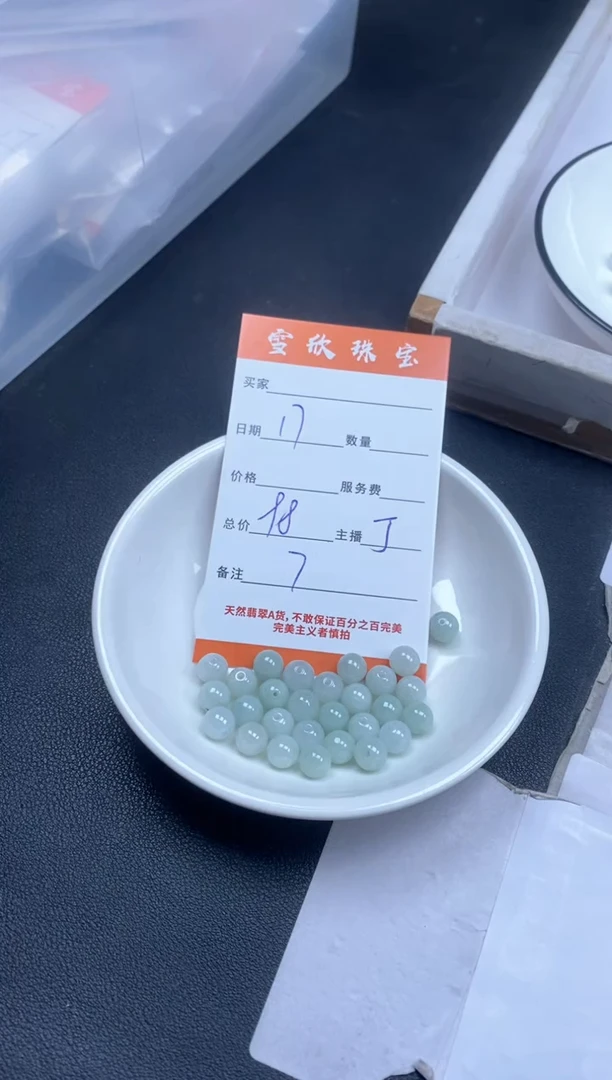 雪欣珠宝
买家
日期 17 数量
价格 服务费
总价 98 主播 丁
备注 7
天然翡翠A货,不敢保证百分之百完美
完美主义者慎拍